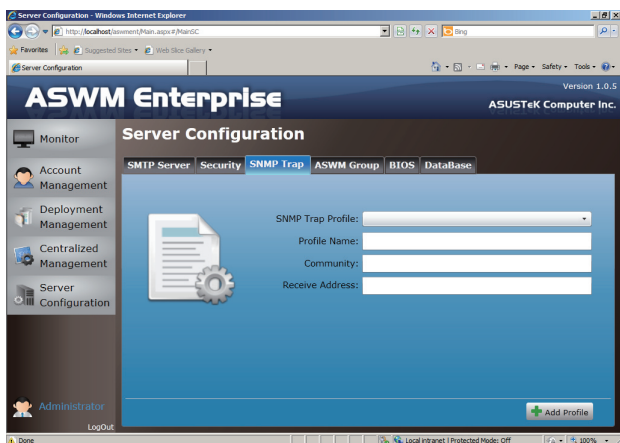 Server Configuration - Windows Internet Explorer
http://localhost/aswment/Main.aspx#/MainSC
Bing
Favorites Suggested Sites Web Slice Gallery
Server Configuration
Page Safety Tools
ASWM Enterprise
Version 1.0.5
ASUSTeK Computer Inc.
Monitor
Account
Management
Deployment
Management
Centralized
Management
Server
Configuration
Administrator
LogOut
Server Configuration
SMTP Server Security SNMP Trap ASWM Group BIOS DataBase
SNMP Trap Profile:
Profile Name:
Community:
Receive Address:
Add Profile
Done
Local intranet | Protected Mode: Off
100%